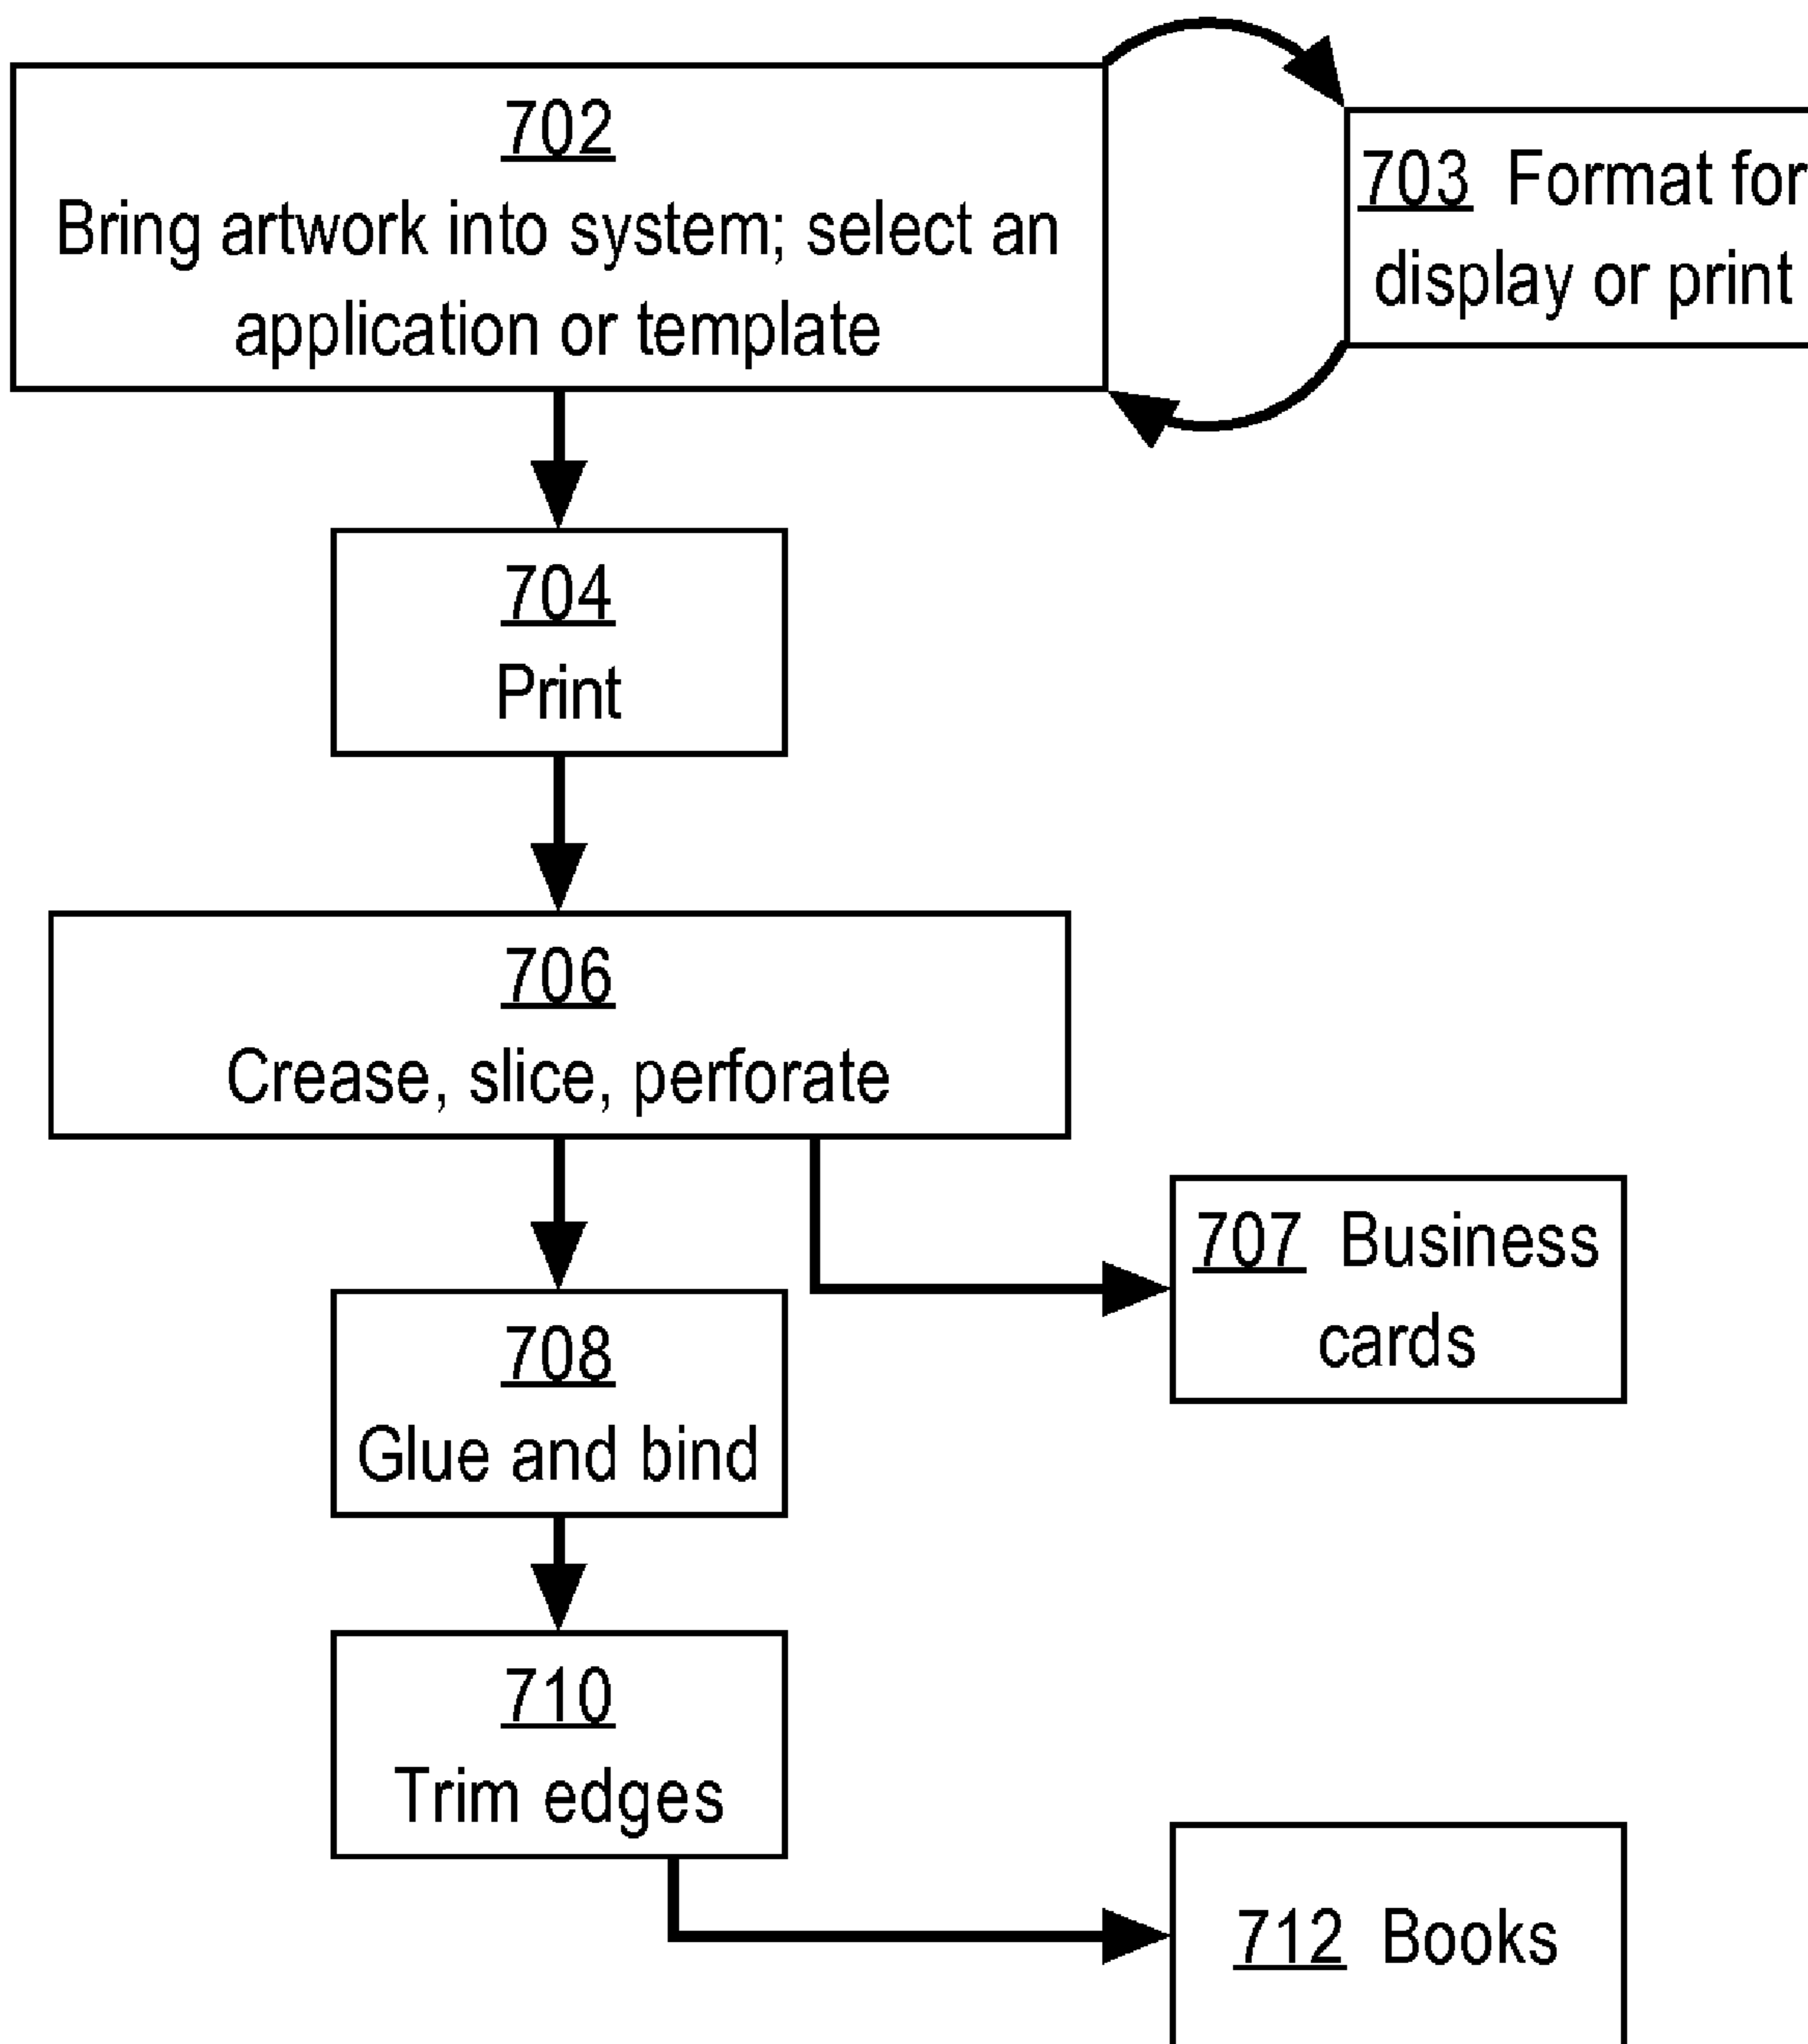 702
Bring artwork into system; select an
application or template
703 Format for
display or print
704
Print
706
Crease, slice, perforate
707 Business
cards
708
Glue and bind
710
Trim edges
712 Books